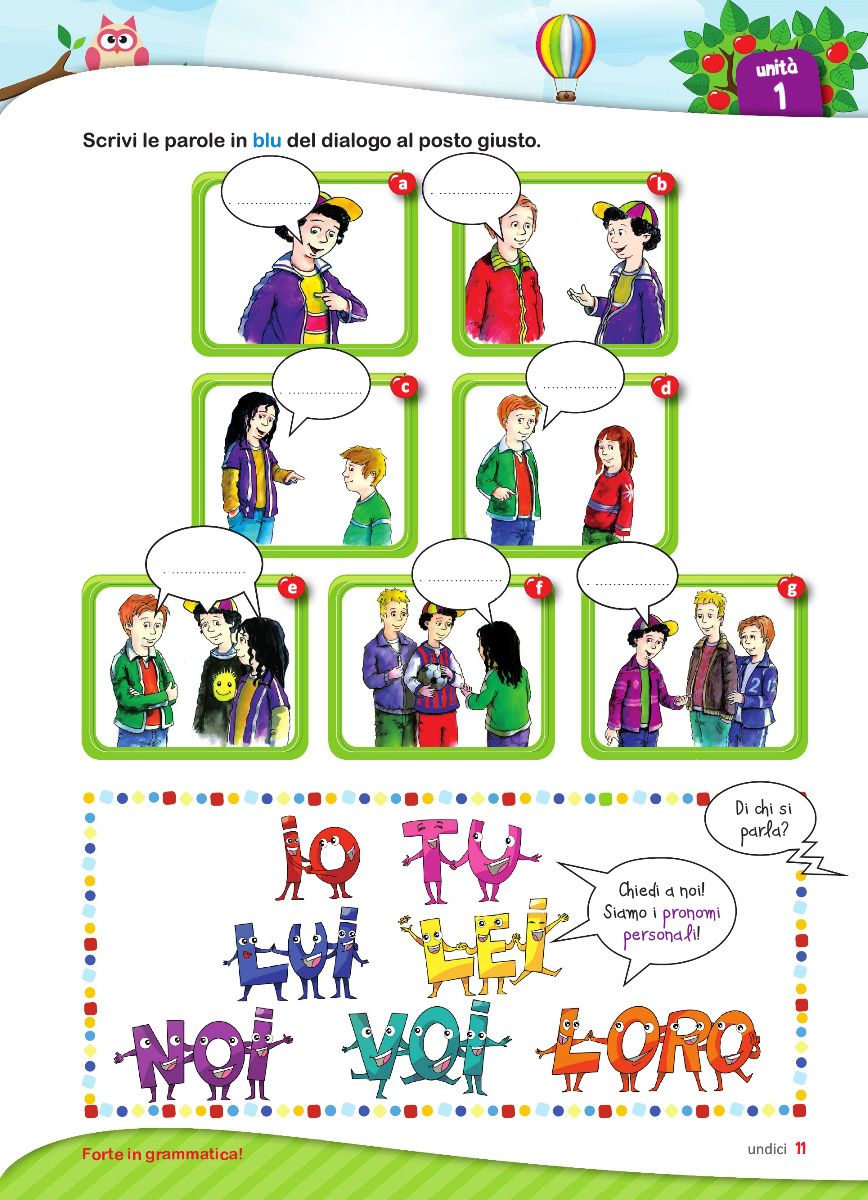 unità
1
Scrivi le parole in blu del dialogo al posto giusto.
a
b
c
d
e
f
g
Di chi si
parla?
IO TU
Chiedi a noi!
Siamo i pronomi
personali!
LUI LEI
NOI VOI LORO
Forte in grammatica!
undici 11